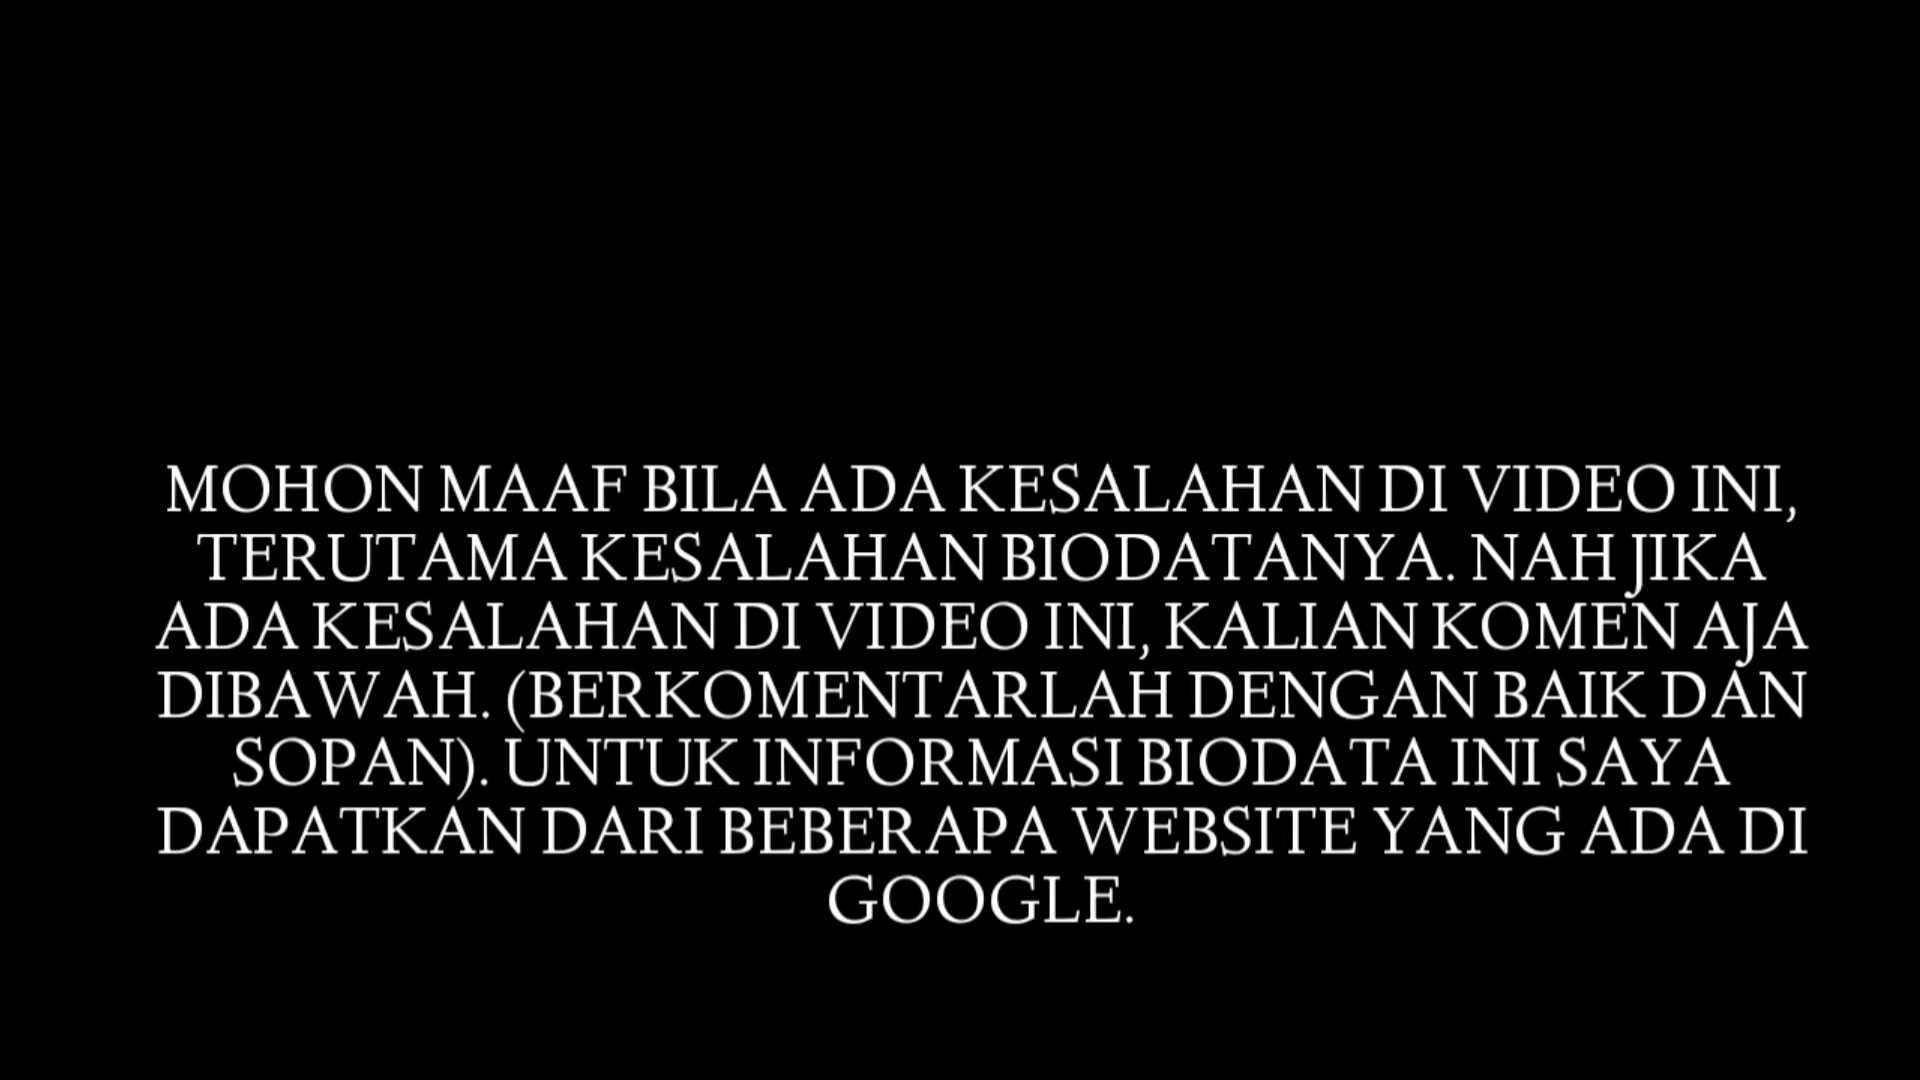 MOHON MAAF BILA ADA KESALAHAN DI VIDEO INI,
TERUTAMA KESALAHAN BIODATANYA. NAH JIKA
ADA KESALAHAN DI VIDEO INI, KALIAN KOMEN AJA
DIBAWAH. (BERKOMENTARLAH DENGAN BAIK DAN
SOPAN). UNTUK INFORMASI BIODATA INI SAYA
DAPATKAN DARI BEBERAPA WEBSITE YANG ADA DI
GOOGLE.